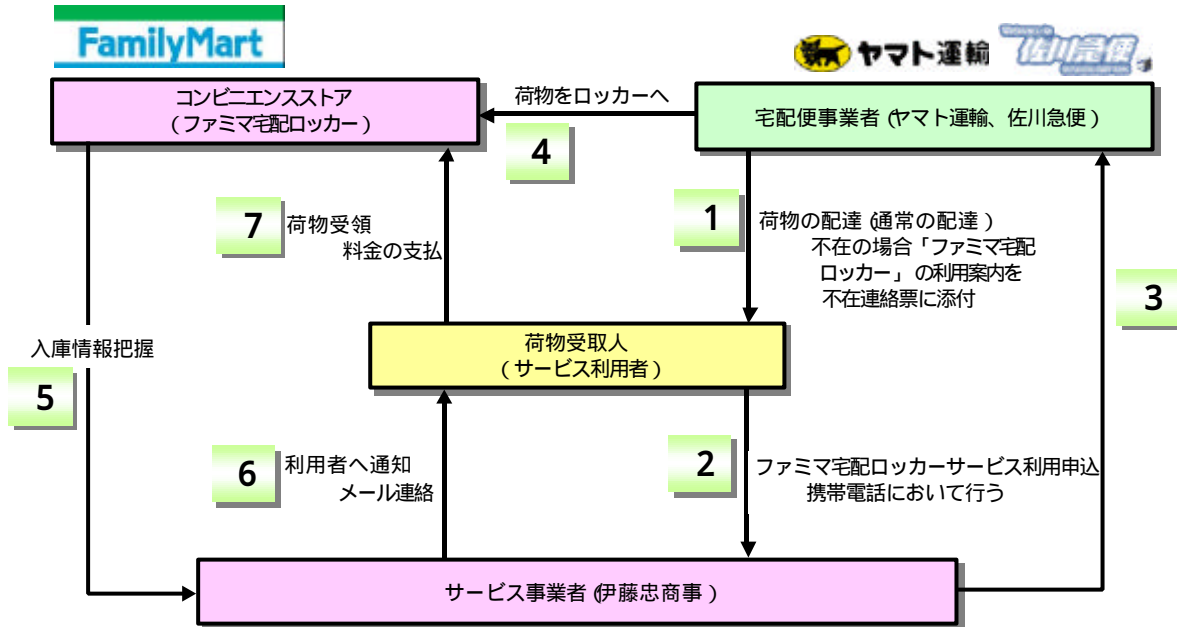 FamilyMart
ヤマト運輸
佐川急便
コンビニエンスストア
(ファミマ宅配ロッカー)
荷物をロッカーへ
宅配便事業者(ヤマト運輸、佐川急便)
4
1
7
荷物受領
料金の支払
荷物の配達(通常の配達)
不在の場合「ファミマ宅配
ロッカー」の利用案内を
不在連絡票に添付
3
入庫情報把握
5
荷物受取人
(サービス利用者)
6
利用者へ通知
メール連絡
2
ファミマ宅配ロッカーサービス利用申込
携帯電話において行う
サービス事業者(伊藤忠商事)